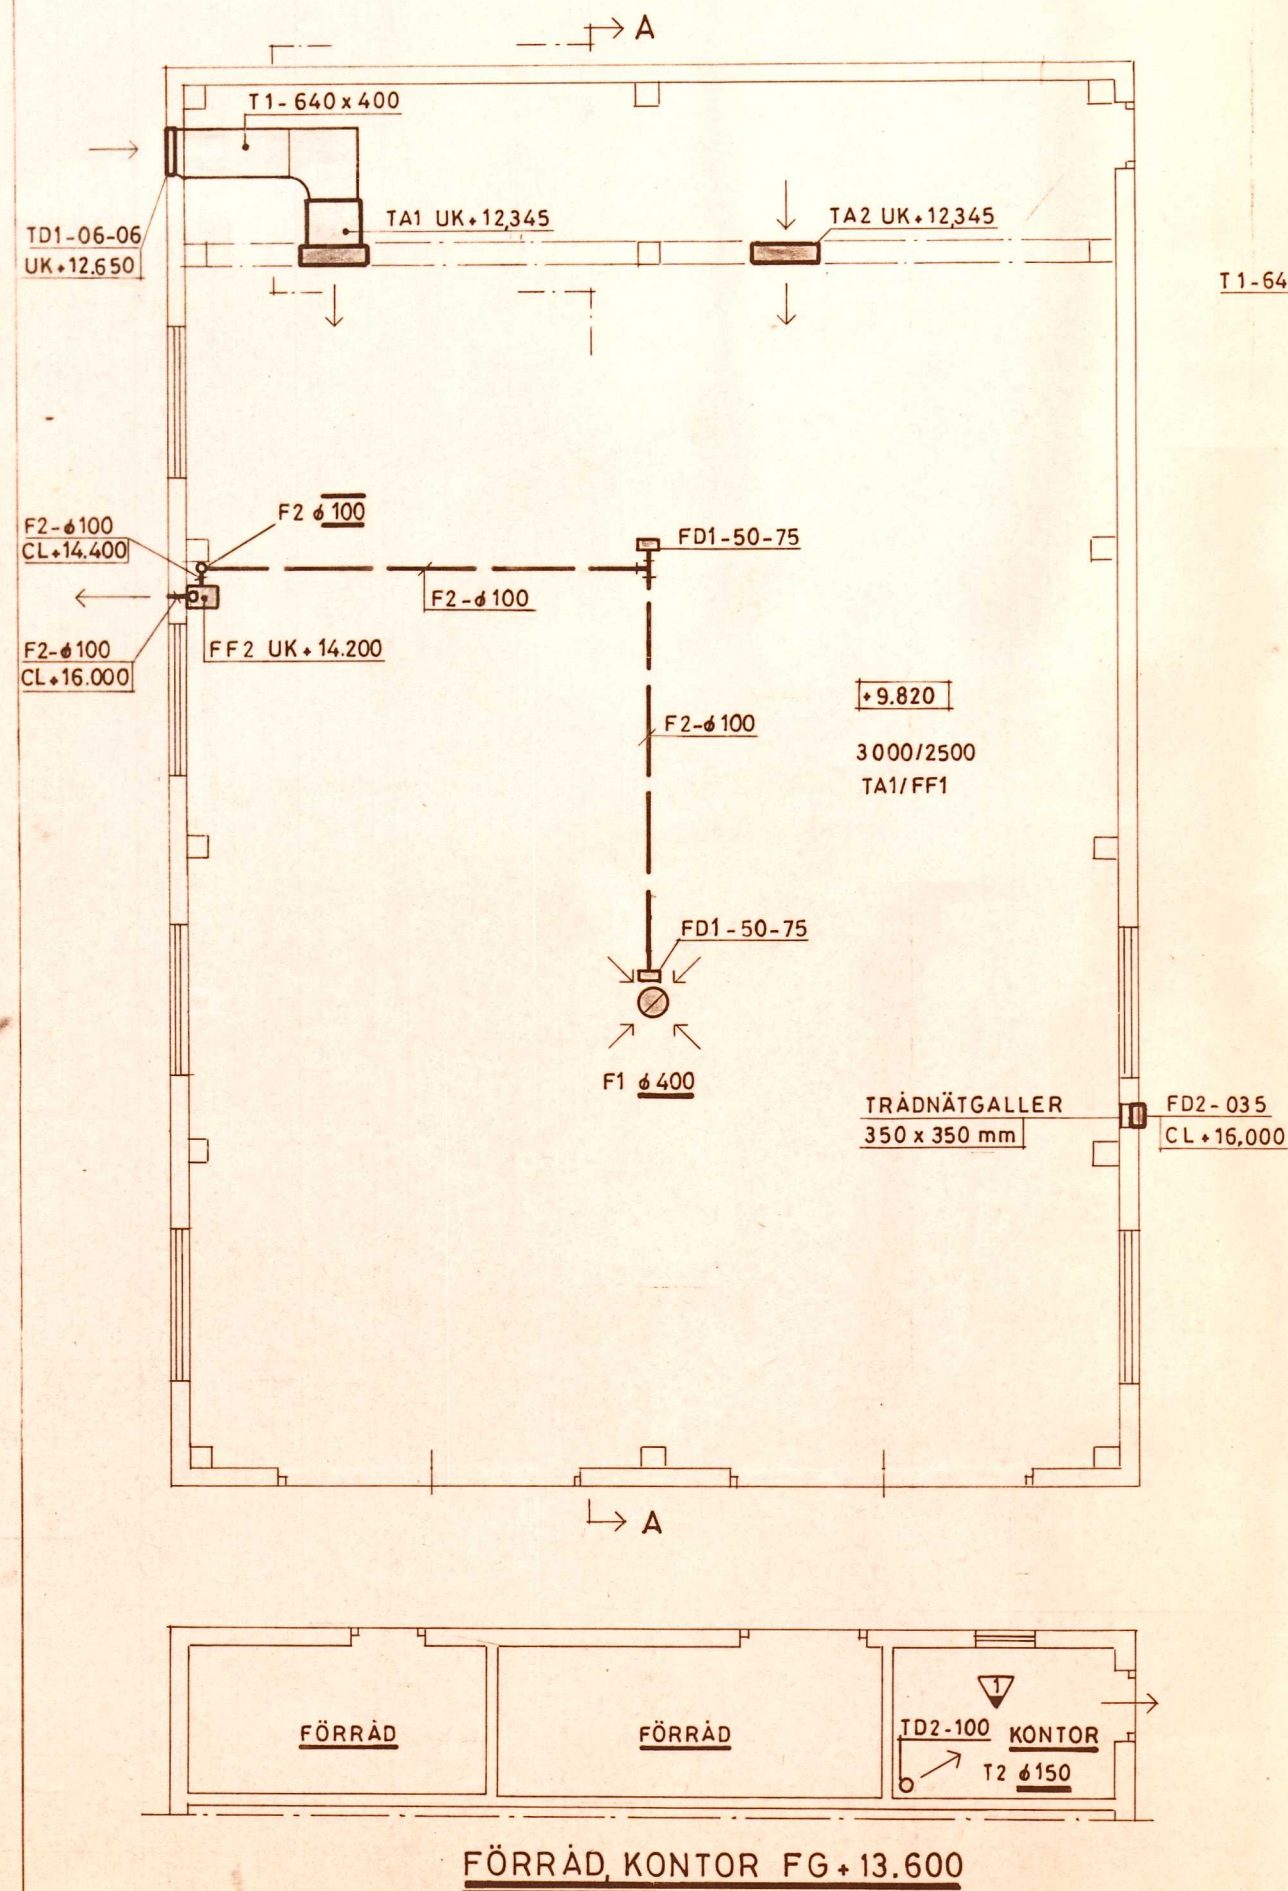 A
T1-640x400
TD1-06-06
UK+12.650
TA1 UK+12,345
TA2 UK+12,345
T1-64
F2-ø100
CL+14.400
F2 ø100
FD1-50-75
F2-ø100
F2-ø100
CL+16.000
FF2 UK+14.200
+9.820
F2-ø100
3000/2500
TA1/FF1
FD1-50-75
F1 ø400
TRÅDNÄTGALLER
350 x 350 mm
FD2-035
CL+16,000
A
FÖRRÅD
FÖRRÅD
1
TD2-100
KONTOR
T2 ø150
FÖRRÅD, KONTOR FG+13.600